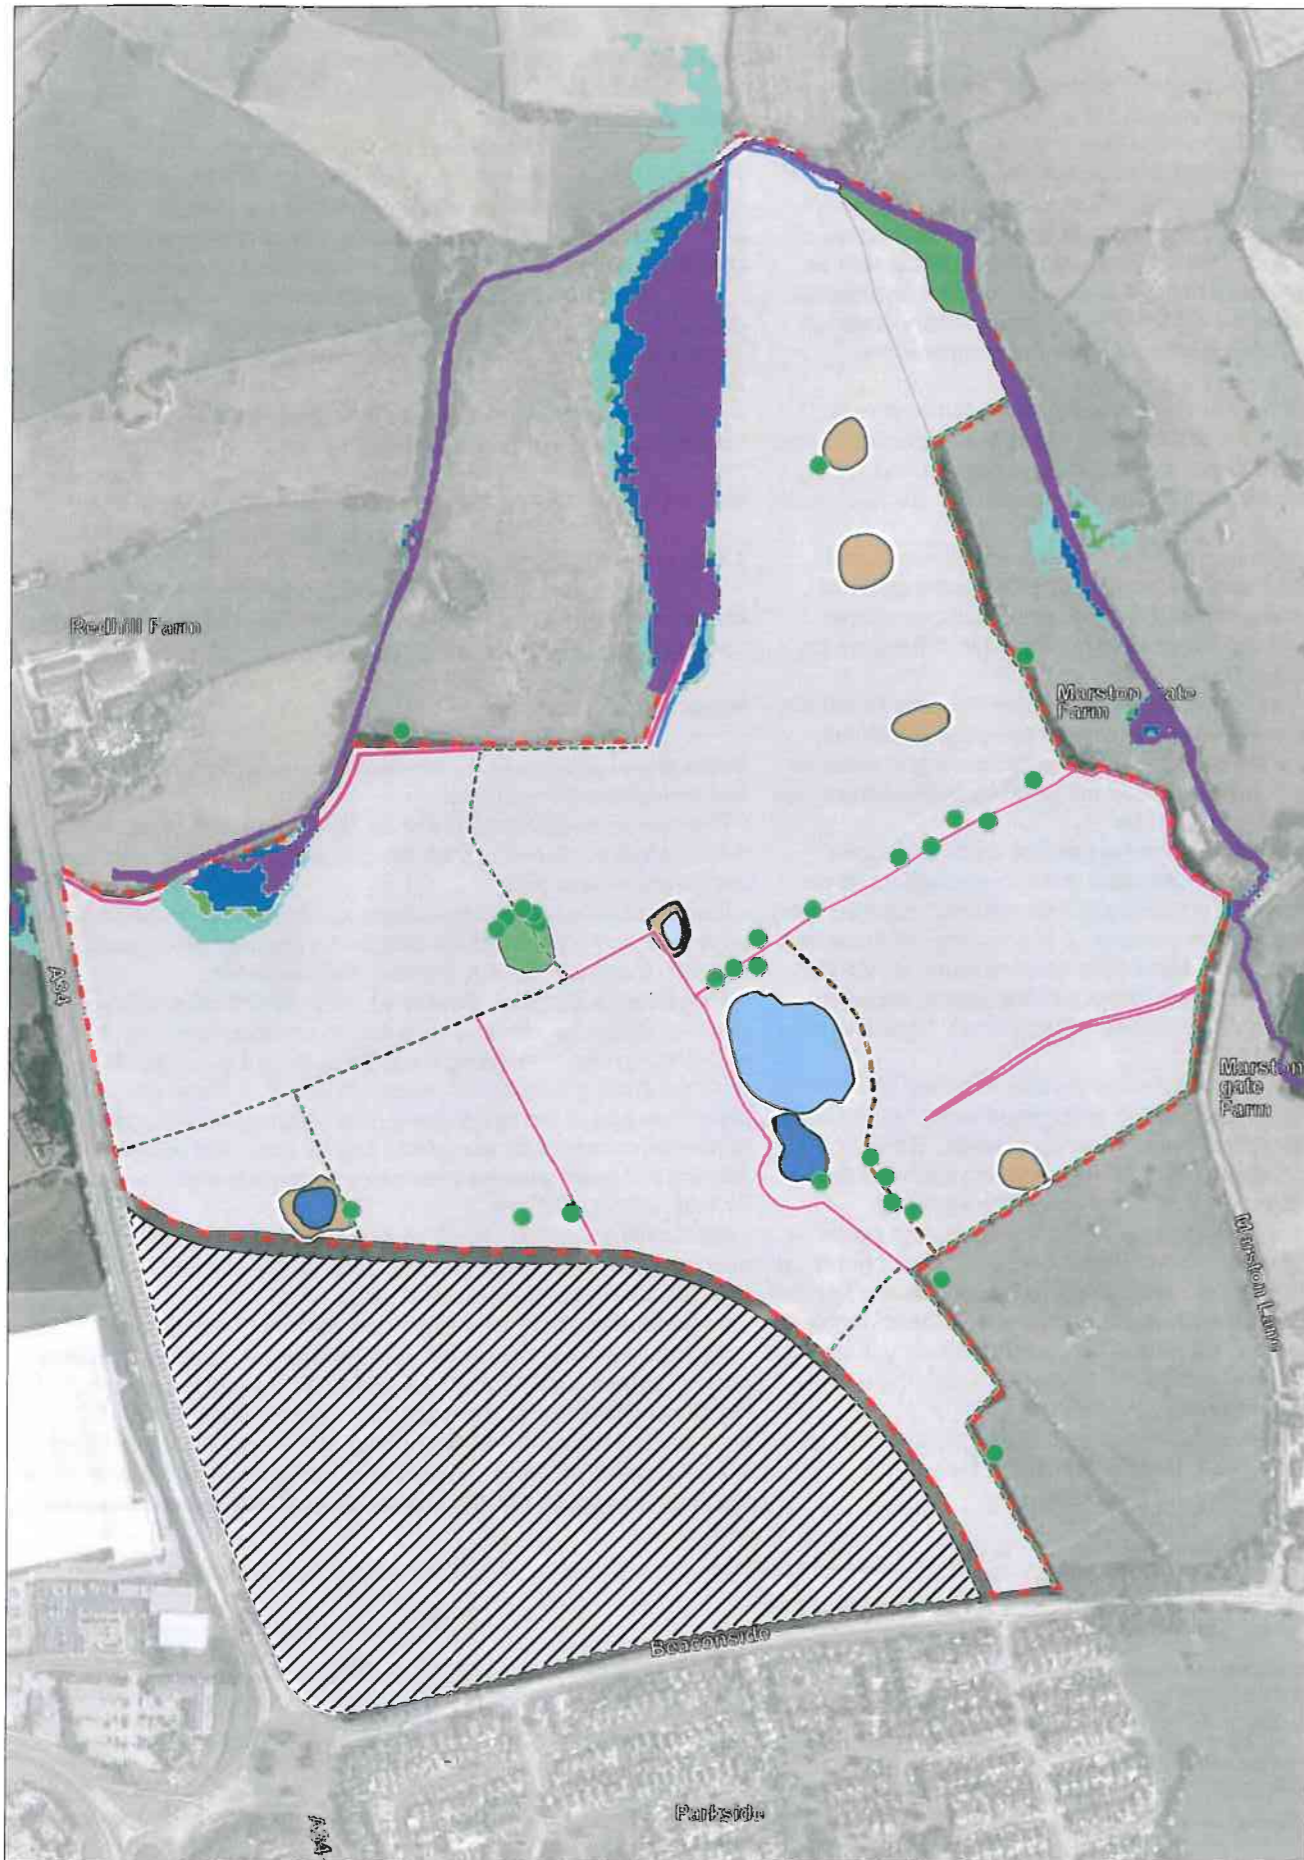 Redhill Farm
Marston Gate
Farm
A34
Marston
gate
Farm
Marston Lane
Beaconside
Parkside
A34